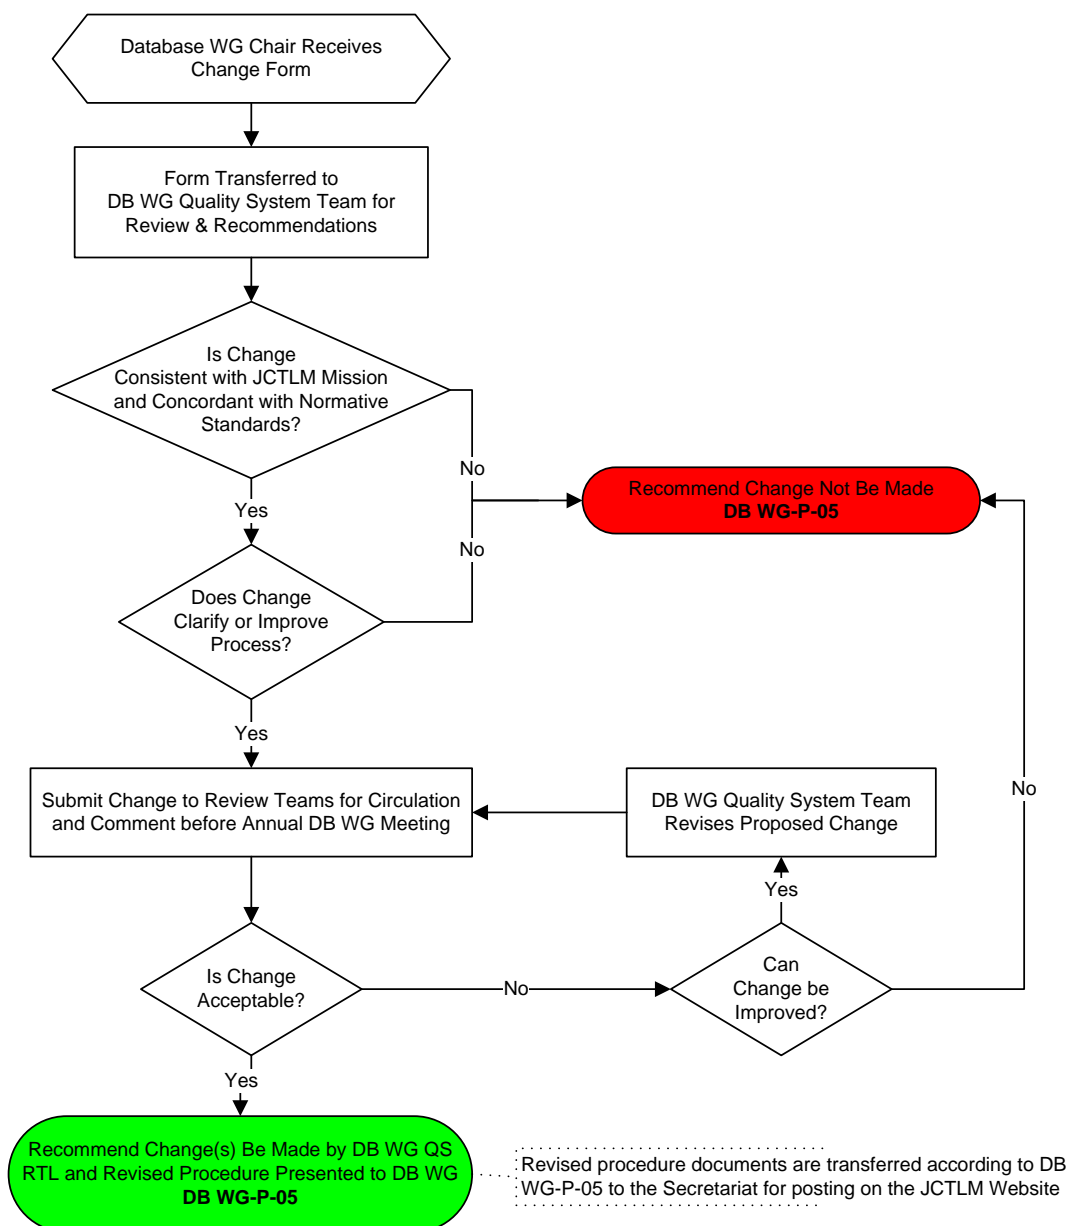 Database WG Chair Receives
Change Form
Form Transferred to
DB WG Quality System Team for
Review & Recommendations
Is Change
Consistent with JCTLM Mission
and Concordant with Normative
Standards?
No
Recommend Change Not Be Made
DB WG-P-05
Yes
No
Does Change
Clarify or Improve
Process?
Yes
Submit Change to Review Teams for Circulation
and Comment before Annual DB WG Meeting
DB WG Quality System Team
Revises Proposed Change
No
Yes
Is Change
Acceptable?
No
Can
Change be
Improved?
Yes
Recommend Change(s) Be Made by DB WG QS
RTL and Revised Procedure Presented to DB WG
DB WG-P-05
Revised procedure documents are transferred according to DB
WG-P-05 to the Secretariat for posting on the JCTLM Website